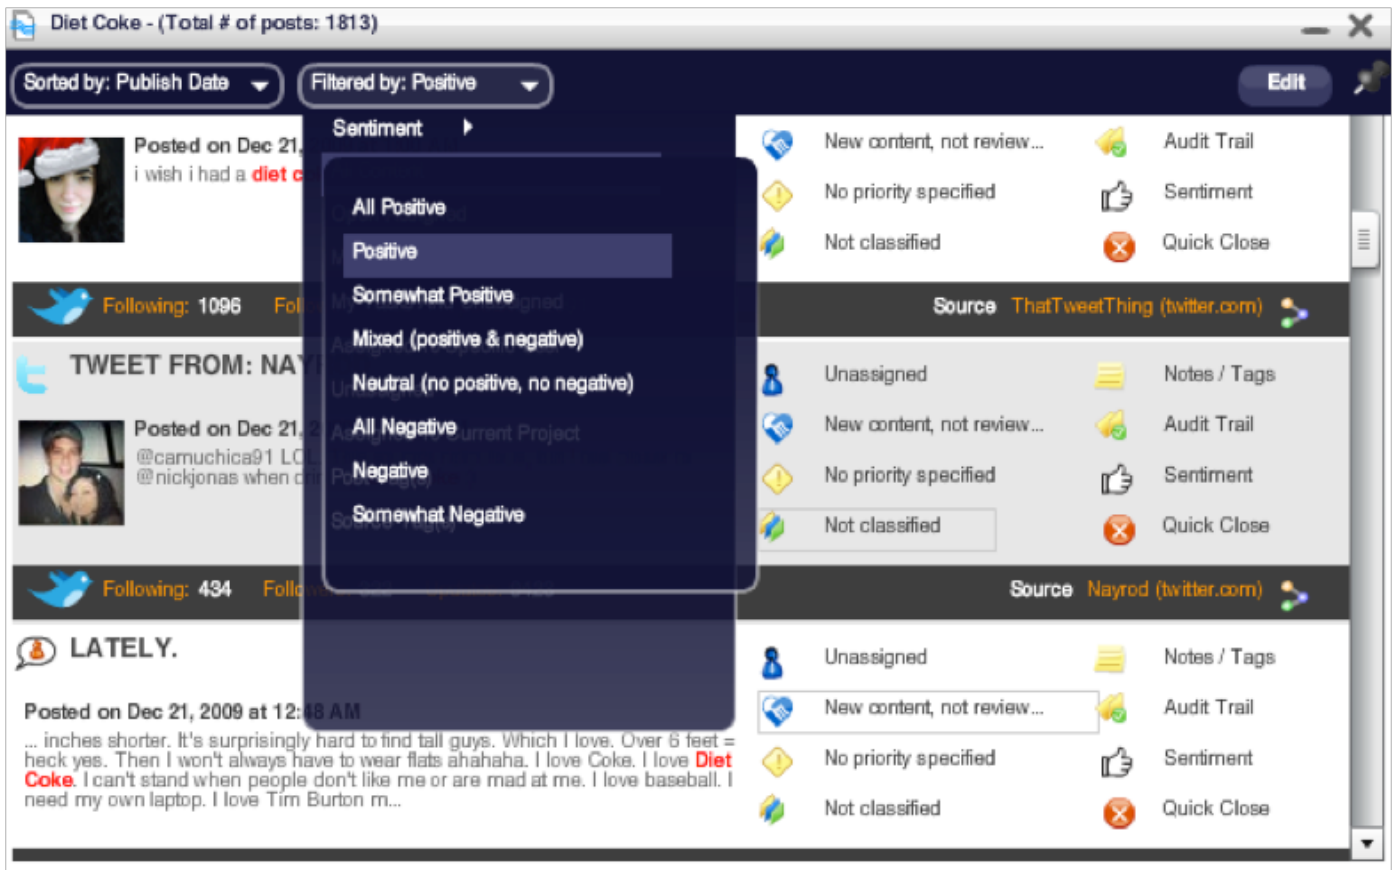 Diet Coke - (Total # of posts: 1813)
Sorted by: Publish Date
Filtered by: Positive
Edit
Sentiment
All Positive
Positive
Somewhat Positive
Mixed (positive & negative)
Neutral (no positive, no negative)
All Negative
Negative
Somewhat Negative
Posted on Dec 21,
i wish i had a diet c
New content, not review...
Audit Trail
No priority specified
Sentiment
Not classified
Quick Close
Following: 1096
Source ThatTweetThing (twitter.com)
TWEET FROM: NAY
Unassigned
Notes / Tags
Posted on Dec 21,
@camuchica91 LOL
@nickjonas when
New content, not review...
Audit Trail
No priority specified
Sentiment
Not classified
Quick Close
Current Project
Following: 434
Source Nayrod (twitter.com)
LATELY.
Unassigned
Notes / Tags
Posted on Dec 21, 2009 at 12:48 AM
New content, not review...
Audit Trail
... inches shorter. It's surprisingly hard to find tall guys. Which I love. Over 6 feet =
heck yes. Then I won't always have to wear flats ahahaha. I love Coke. I love Diet
Coke. I can't stand when people don't like me or are mad at me. I love baseball. I
need my own laptop. I love Tim Burton m...
No priority specified
Sentiment
Not classified
Quick Close